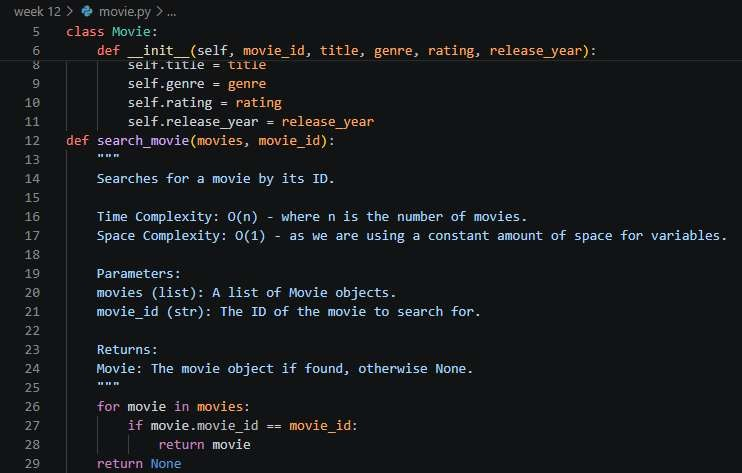 week 12 > movie.py > ...
5 class Movie:
6     def __init__(self, movie_id, title, genre, rating, release_year):
8         self.title = title
9         self.genre = genre
10         self.rating = rating
11         self.release_year = release_year
12 def search_movie(movies, movie_id):
13     """
14     Searches for a movie by its ID.
15
16     Time Complexity: O(n) - where n is the number of movies.
17     Space Complexity: O(1) - as we are using a constant amount of space for variables.
18
19     Parameters:
20     movies (list): A list of Movie objects.
21     movie_id (str): The ID of the movie to search for.
22
23     Returns:
24     Movie: The movie object if found, otherwise None.
25     """
26     for movie in movies:
27         if movie.movie_id == movie_id:
28             return movie
29     return None